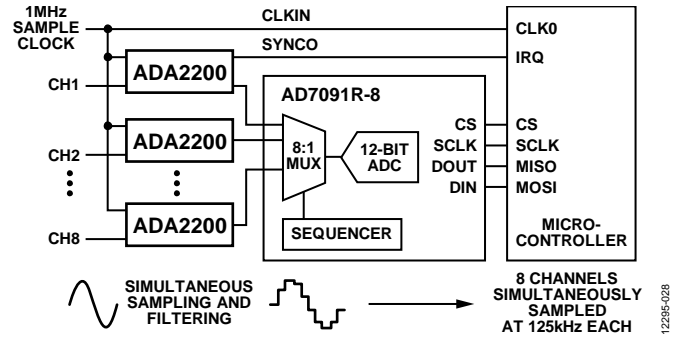 1MHz
SAMPLE
CLOCK
CLKIN
SYNCO
CLK0
IRQ
ADA2200
CH1
AD7091R-8
ADA2200
CH2
8:1
MUX
12-BIT
ADC
CS
SCLK
DOUT
DIN
CS
SCLK
MISO
MOSI
ADA2200
CH8
SEQUENCER
MICRO-
CONTROLLER
SIMULTANEOUS
SAMPLING AND
FILTERING
8 CHANNELS
SIMULTANEOUSLY
SAMPLED
AT 125kHz EACH
12295-028